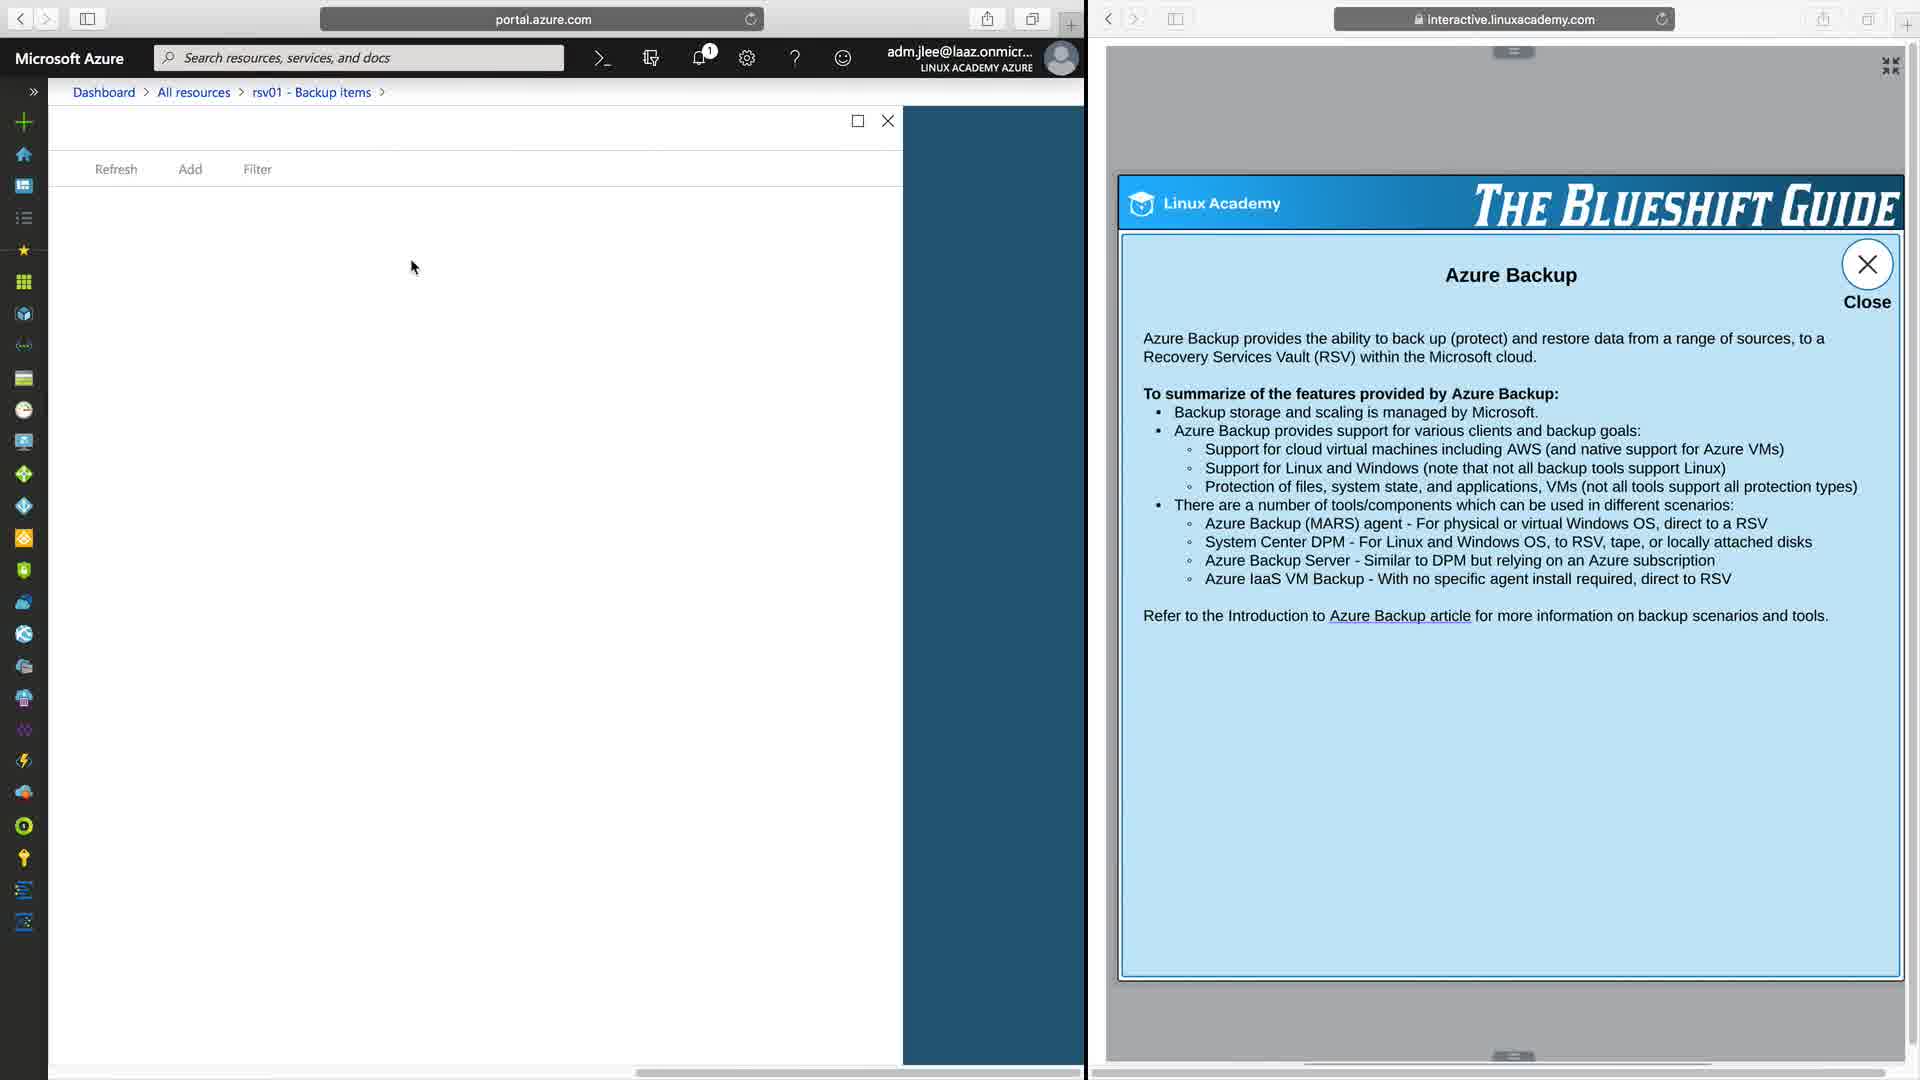 portal.azure.com
interactive.linuxacademy.com
Microsoft Azure
Search resources, services, and docs
1
adm.jlee@laaz.onmicr...
LINUX ACADEMY AZURE
Dashboard > All resources > rsv01 - Backup items >
Refresh Add Filter
Linux Academy
THE BLUESHIFT GUIDE
Azure Backup
Close
Azure Backup provides the ability to back up (protect) and restore data from a range of sources, to a
Recovery Services Vault (RSV) within the Microsoft cloud.
To summarize of the features provided by Azure Backup:
• Backup storage and scaling is managed by Microsoft.
• Azure Backup provides support for various clients and backup goals:
◦ Support for cloud virtual machines including AWS (and native support for Azure VMs)
◦ Support for Linux and Windows (note that not all backup tools support Linux)
◦ Protection of files, system state, and applications, VMs (not all tools support all protection types)
• There are a number of tools/components which can be used in different scenarios:
◦ Azure Backup (MARS) agent - For physical or virtual Windows OS, direct to a RSV
◦ System Center DPM - For Linux and Windows OS, to RSV, tape, or locally attached disks
◦ Azure Backup Server - Similar to DPM but relying on an Azure subscription
◦ Azure IaaS VM Backup - With no specific agent install required, direct to RSV
Refer to the Introduction to Azure Backup article for more information on backup scenarios and tools.